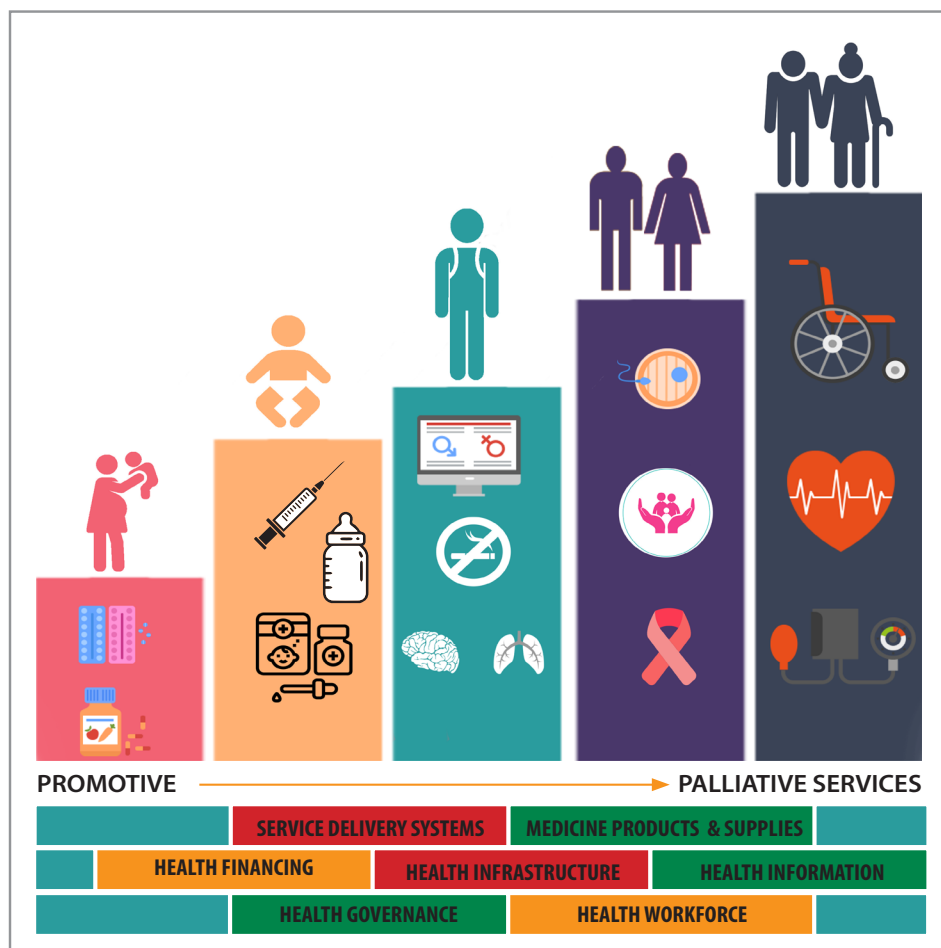 PROMOTIVE PALLIATIVE SERVICES
SERVICE DELIVERY SYSTEMS MEDICINE PRODUCTS & SUPPLIES
HEALTH FINANCING HEALTH INFRASTRUCTURE HEALTH INFORMATION
HEALTH GOVERNANCE HEALTH WORKFORCE